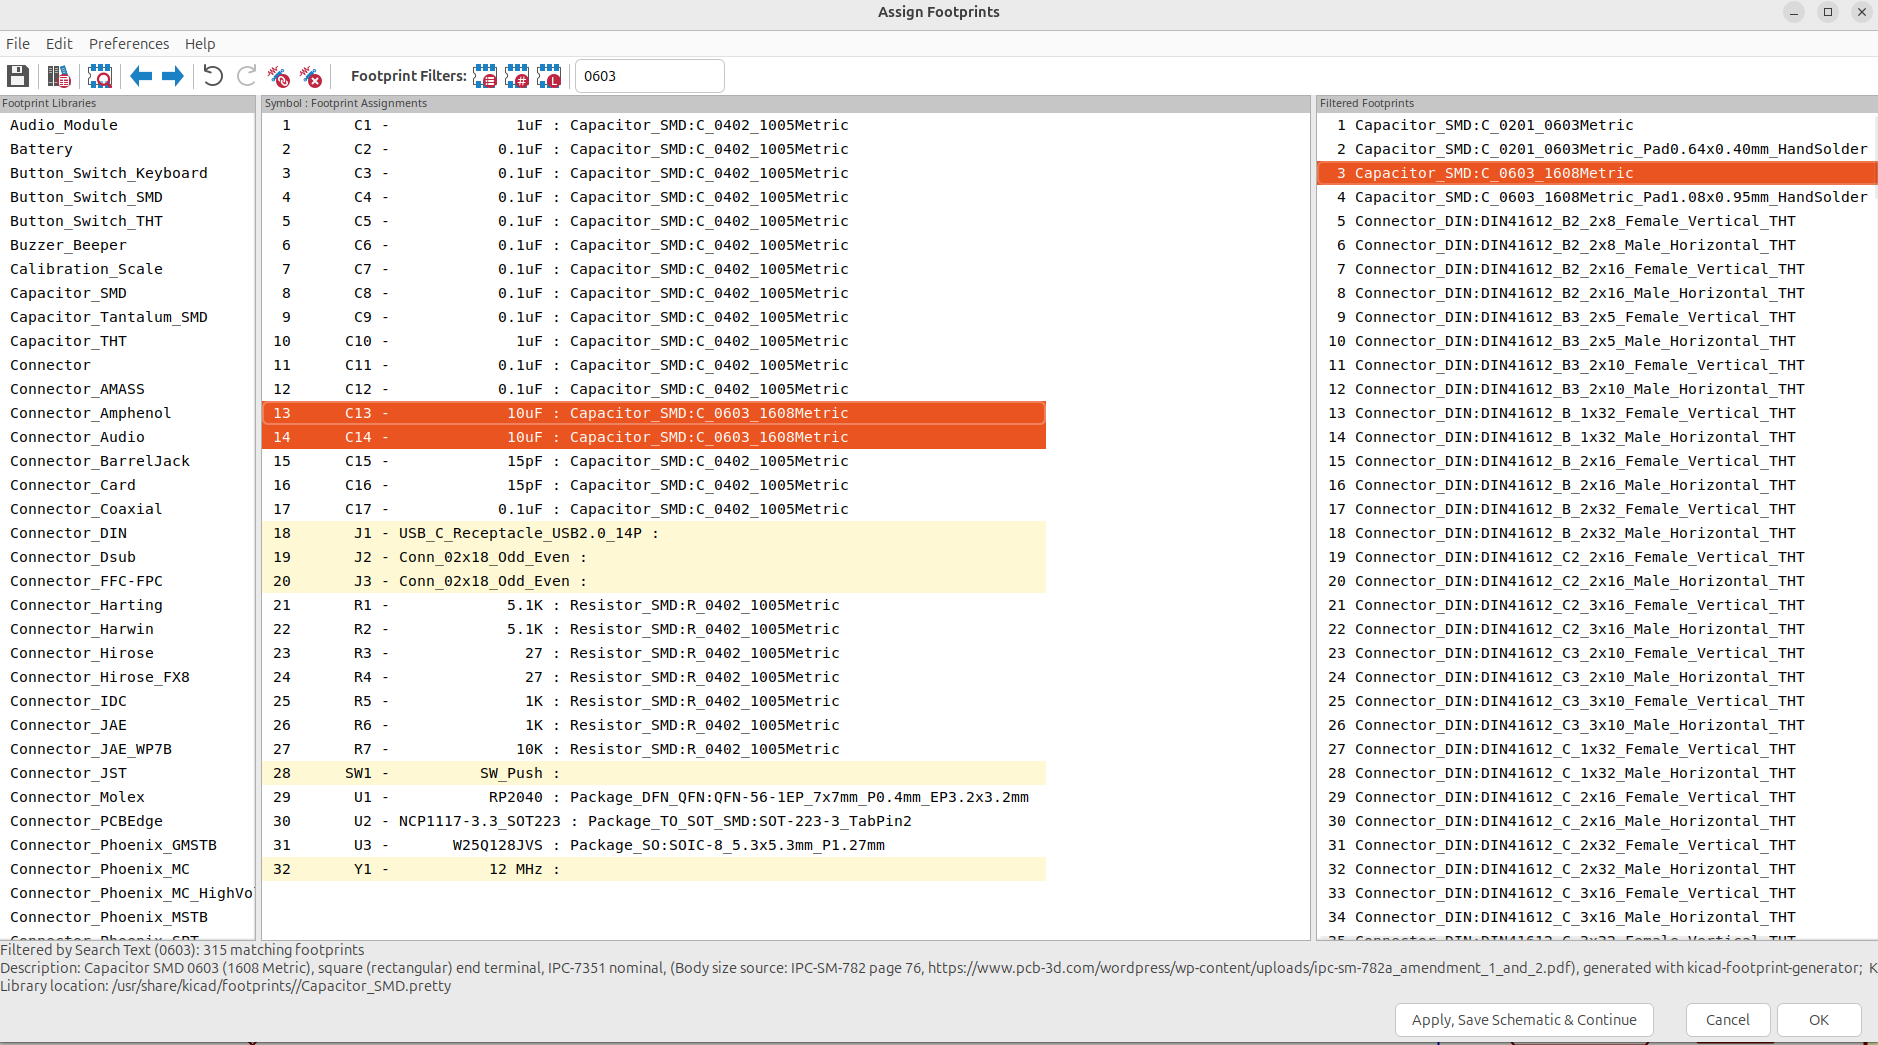 Assign Footprints
File Edit Preferences Help
Footprint Filters: 0603
Footprint Libraries
Audio_Module
Battery
Button_Switch_Keyboard
Button_Switch_SMD
Button_Switch_THT
Buzzer_Beeper
Calibration_Scale
Capacitor_SMD
Capacitor_Tantalum_SMD
Capacitor_THT
Connector
Connector_AMASS
Connector_Amphenol
Connector_Audio
Connector_BarrelJack
Connector_Card
Connector_Coaxial
Connector_DIN
Connector_Dsub
Connector_FFC-FPC
Connector_Harting
Connector_Harwin
Connector_Hirose
Connector_Hirose_FX8
Connector_IDC
Connector_JAE
Connector_JAE_WP7B
Connector_JST
Connector_Molex
Connector_PCBEdge
Connector_Phoenix_GMSTB
Connector_Phoenix_MC
Connector_Phoenix_MC_HighVo
Connector_Phoenix_MSTB
Symbol : Footprint Assignments
1 C1 - 1uF : Capacitor_SMD:C_0402_1005Metric
2 C2 - 0.1uF : Capacitor_SMD:C_0402_1005Metric
3 C3 - 0.1uF : Capacitor_SMD:C_0402_1005Metric
4 C4 - 0.1uF : Capacitor_SMD:C_0402_1005Metric
5 C5 - 0.1uF : Capacitor_SMD:C_0402_1005Metric
6 C6 - 0.1uF : Capacitor_SMD:C_0402_1005Metric
7 C7 - 0.1uF : Capacitor_SMD:C_0402_1005Metric
8 C8 - 0.1uF : Capacitor_SMD:C_0402_1005Metric
9 C9 - 0.1uF : Capacitor_SMD:C_0402_1005Metric
10 C10 - 1uF : Capacitor_SMD:C_0402_1005Metric
11 C11 - 0.1uF : Capacitor_SMD:C_0402_1005Metric
12 C12 - 0.1uF : Capacitor_SMD:C_0402_1005Metric
13 C13 - 10uF : Capacitor_SMD:C_0603_1608Metric
14 C14 - 10uF : Capacitor_SMD:C_0603_1608Metric
15 C15 - 15pF : Capacitor_SMD:C_0402_1005Metric
16 C16 - 15pF : Capacitor_SMD:C_0402_1005Metric
17 C17 - 0.1uF : Capacitor_SMD:C_0402_1005Metric
18 J1 - USB_C_Receptacle_USB2.0_14P :
19 J2 - Conn_02x18_Odd_Even :
20 J3 - Conn_02x18_Odd_Even :
21 R1 - 5.1K : Resistor_SMD:R_0402_1005Metric
22 R2 - 5.1K : Resistor_SMD:R_0402_1005Metric
23 R3 - 27 : Resistor_SMD:R_0402_1005Metric
24 R4 - 27 : Resistor_SMD:R_0402_1005Metric
25 R5 - 1K : Resistor_SMD:R_0402_1005Metric
26 R6 - 1K : Resistor_SMD:R_0402_1005Metric
27 R7 - 10K : Resistor_SMD:R_0402_1005Metric
28 SW1 - SW_Push :
29 U1 - RP2040 : Package_DFN_QFN:QFN-56-1EP_7x7mm_P0.4mm_EP3.2x3.2mm
30 U2 - NCP1117-3.3_SOT223 : Package_TO_SOT_SMD:SOT-223-3_TabPin2
31 U3 - W25Q128JVS : Package_SO:SOIC-8_5.3x5.3mm_P1.27mm
32 Y1 - 12 MHz :
Filtered Footprints
1 Capacitor_SMD:C_0201_0603Metric
2 Capacitor_SMD:C_0201_0603Metric_Pad0.64x0.40mm_HandSolder
3 Capacitor_SMD:C_0603_1608Metric
4 Capacitor_SMD:C_0603_1608Metric_Pad1.08x0.95mm_HandSolder
5 Connector_DIN:DIN41612_B2_2x8_Female_Vertical_THT
6 Connector_DIN:DIN41612_B2_2x8_Male_Horizontal_THT
7 Connector_DIN:DIN41612_B2_2x16_Female_Vertical_THT
8 Connector_DIN:DIN41612_B2_2x16_Male_Horizontal_THT
9 Connector_DIN:DIN41612_B3_2x5_Female_Vertical_THT
10 Connector_DIN:DIN41612_B3_2x5_Male_Horizontal_THT
11 Connector_DIN:DIN41612_B3_2x10_Female_Vertical_THT
12 Connector_DIN:DIN41612_B3_2x10_Male_Horizontal_THT
13 Connector_DIN:DIN41612_B_1x32_Female_Vertical_THT
14 Connector_DIN:DIN41612_B_1x32_Male_Horizontal_THT
15 Connector_DIN:DIN41612_B_2x16_Female_Vertical_THT
16 Connector_DIN:DIN41612_B_2x16_Male_Horizontal_THT
17 Connector_DIN:DIN41612_B_2x32_Female_Vertical_THT
18 Connector_DIN:DIN41612_B_2x32_Male_Horizontal_THT
19 Connector_DIN:DIN41612_C2_2x16_Female_Vertical_THT
20 Connector_DIN:DIN41612_C2_2x16_Male_Horizontal_THT
21 Connector_DIN:DIN41612_C2_3x16_Female_Vertical_THT
22 Connector_DIN:DIN41612_C2_3x16_Male_Horizontal_THT
23 Connector_DIN:DIN41612_C3_2x10_Female_Vertical_THT
24 Connector_DIN:DIN41612_C3_2x10_Male_Horizontal_THT
25 Connector_DIN:DIN41612_C3_3x10_Female_Vertical_THT
26 Connector_DIN:DIN41612_C3_3x10_Male_Horizontal_THT
27 Connector_DIN:DIN41612_C_1x32_Female_Vertical_THT
28 Connector_DIN:DIN41612_C_1x32_Male_Horizontal_THT
29 Connector_DIN:DIN41612_C_2x16_Female_Vertical_THT
30 Connector_DIN:DIN41612_C_2x16_Male_Horizontal_THT
31 Connector_DIN:DIN41612_C_2x32_Female_Vertical_THT
32 Connector_DIN:DIN41612_C_2x32_Male_Horizontal_THT
33 Connector_DIN:DIN41612_C_3x16_Female_Vertical_THT
34 Connector_DIN:DIN41612_C_3x16_Male_Horizontal_THT
Filtered by Search Text (0603): 315 matching footprints
Description: Capacitor SMD 0603 (1608 Metric), square (rectangular) end terminal, IPC-7351 nominal, (Body size source: IPC-SM-782 page 76, https://www.pcb-3d.com/wordpress/wp-content/uploads/ipc-sm-782a_amendment_1_and_2.pdf), generated with kicad-footprint-generator; K
Library location: /usr/share/kicad/footprints//Capacitor_SMD.pretty
Apply, Save Schematic & Continue Cancel OK